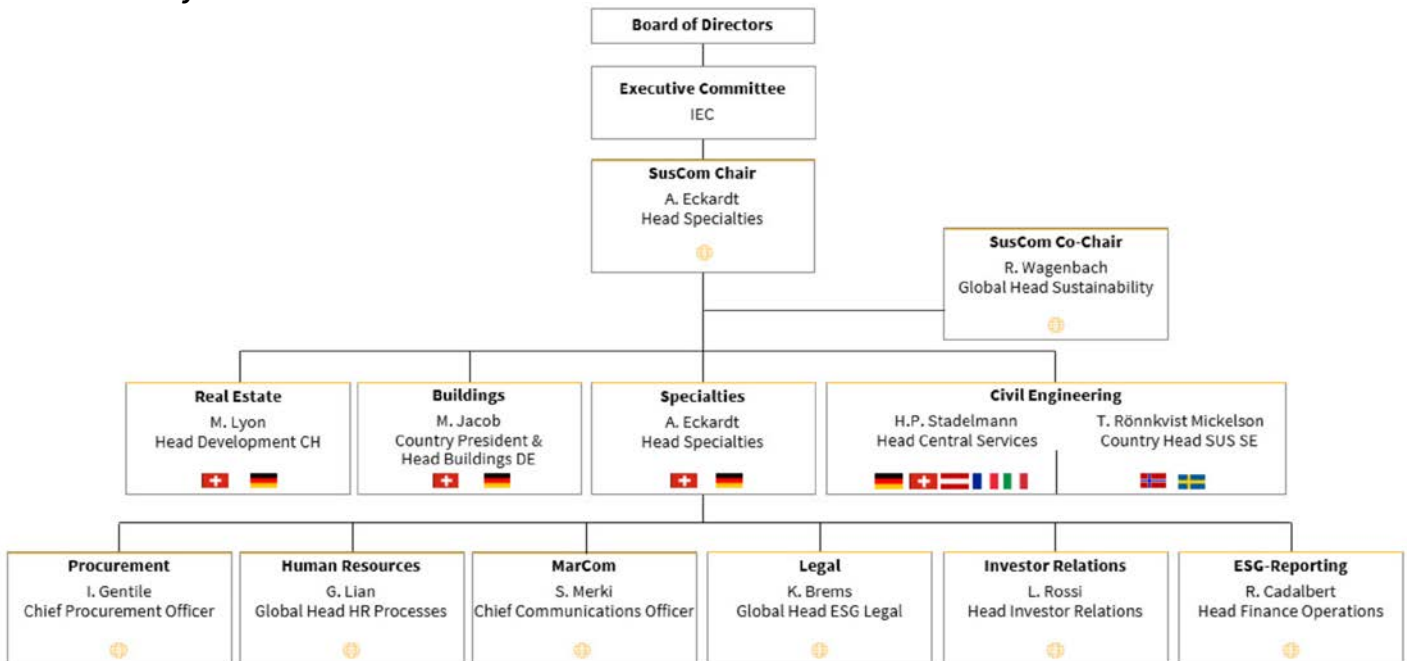 Board of Directors
Executive Committee
IEC
SusCom Chair
A. Eckardt
Head Specialties
SusCom Co-Chair
R. Wagenbach
Global Head Sustainability
Real Estate
M. Lyon
Head Development CH
Buildings
M. Jacob
Country President &
Head Buildings DE
Specialties
A. Eckardt
Head Specialties
Civil Engineering
H.P. Stadelmann
Head Central Services
T. Rönnkvist Mickelson
Country Head SUS SE
Procurement
I. Gentile
Chief Procurement Officer
Human Resources
G. Lian
Global Head HR Processes
MarCom
S. Merki
Chief Communications Officer
Legal
K. Brems
Global Head ESG Legal
Investor Relations
L. Rossi
Head Investor Relations
ESG-Reporting
R. Cadalbert
Head Finance Operations